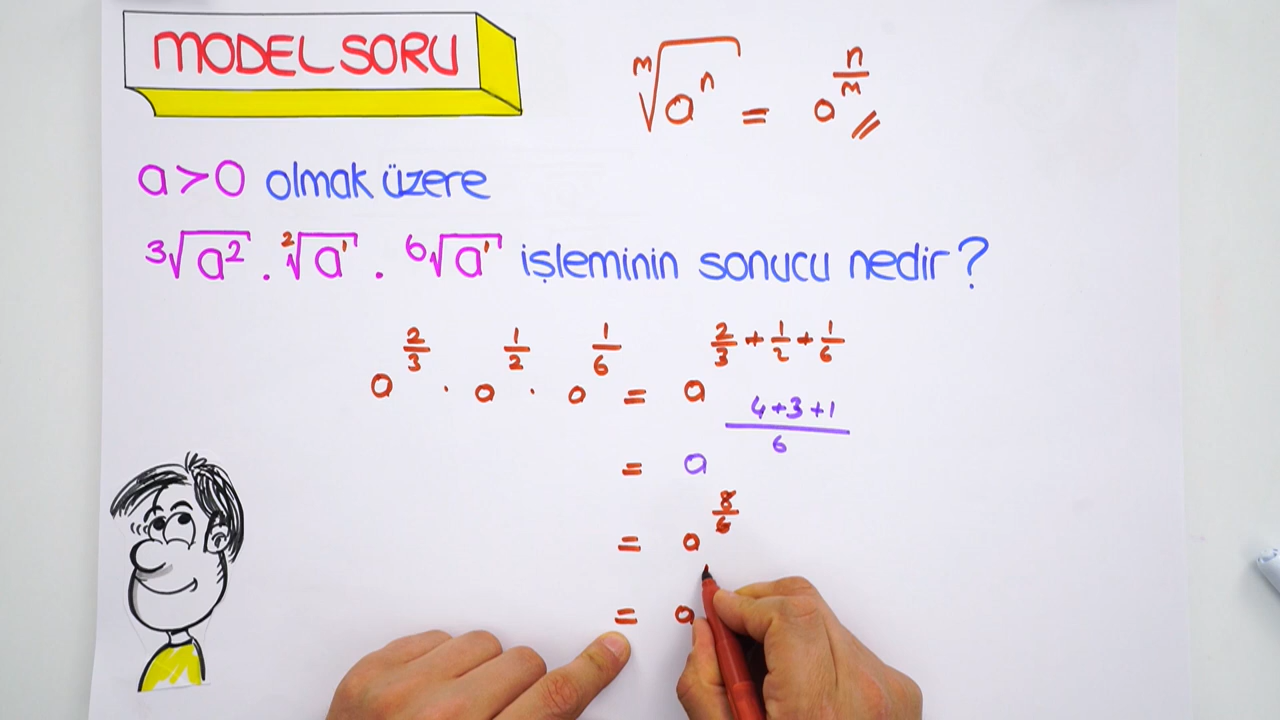 MODEL SORU
ᵐ√aⁿ = a^(n/m) //
a > 0 olmak üzere
³√a² . ²√a¹ . ⁶√a¹ işleminin sonucu nedir ?
a^(2/3) . a^(1/2) . a^(1/6) = a^(2/3 + 1/2 + 1/6)
= a^((4+3+1)/6)
= a^(8/6)
= a